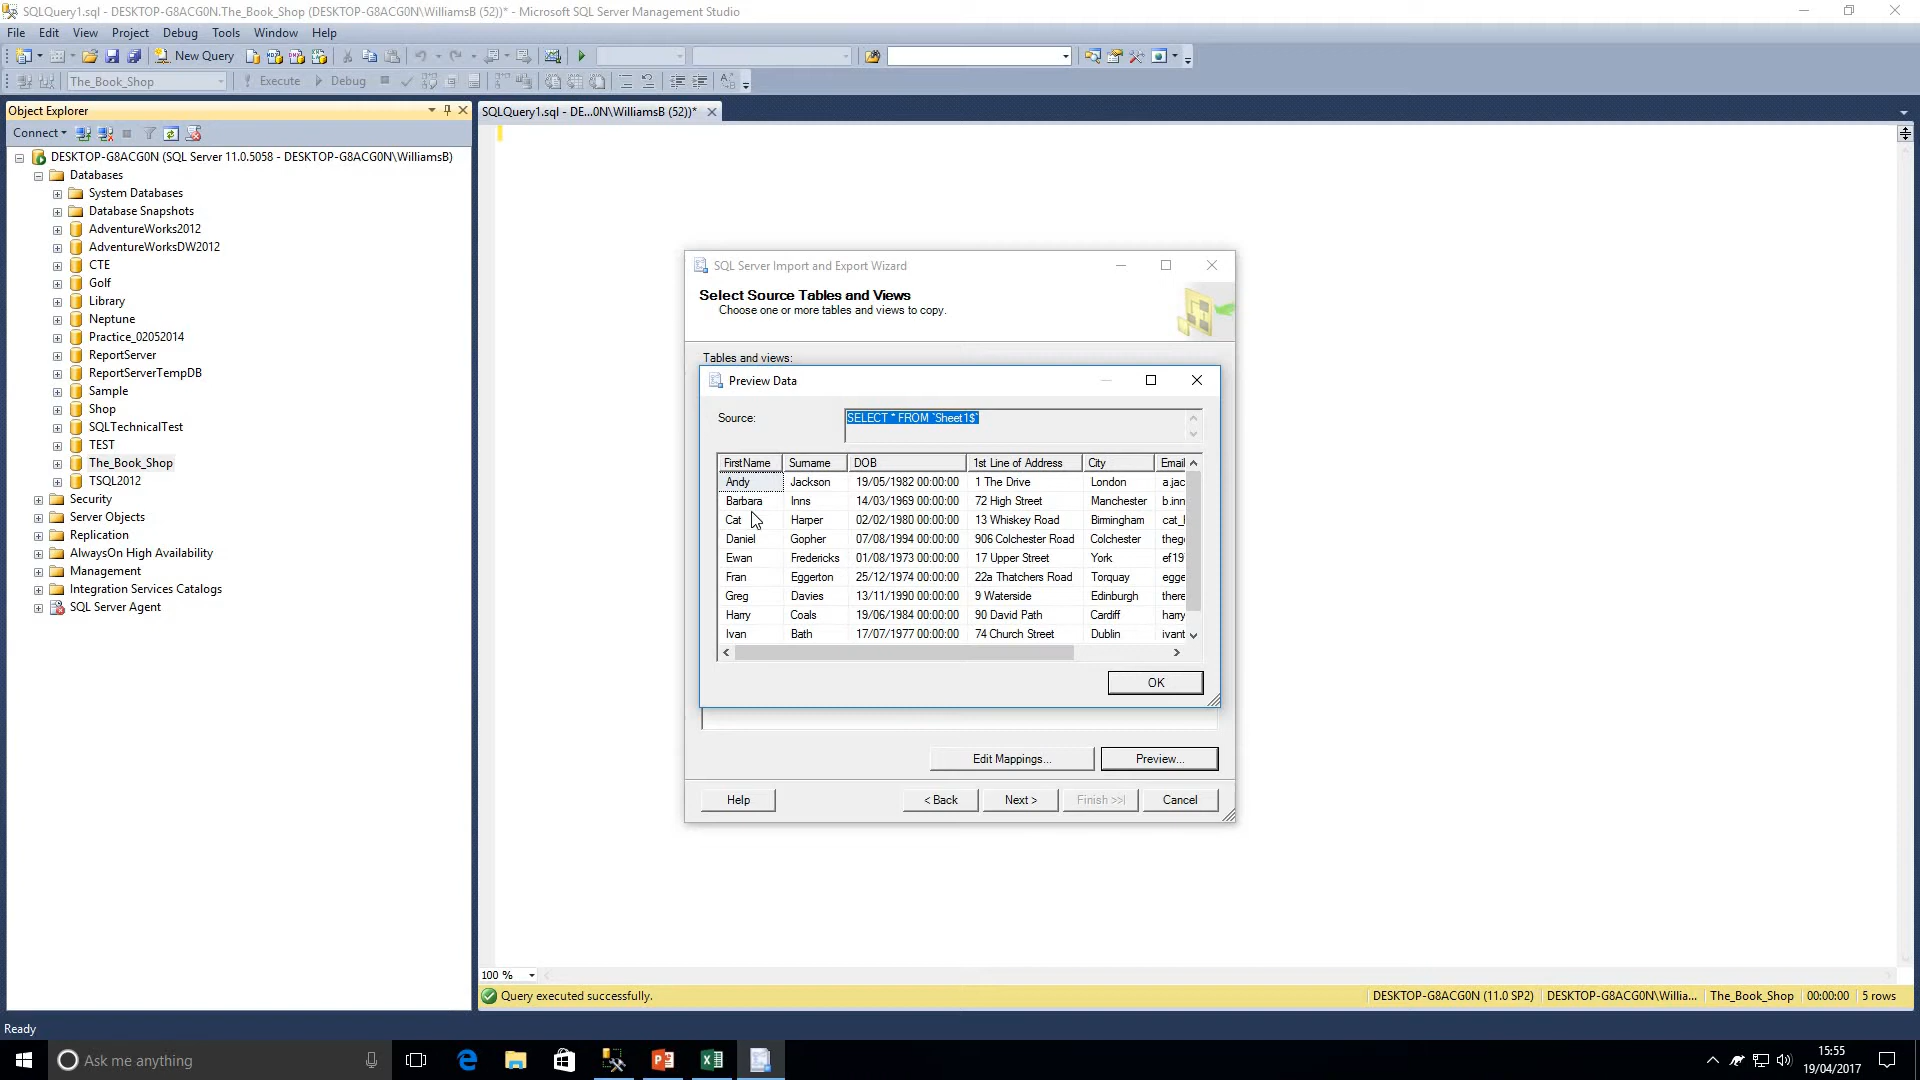 SQLQuery1.sql - DESKTOP-G8ACG0N.The_Book_Shop (DESKTOP-G8ACG0N\WilliamsB (52))* - Microsoft SQL Server Management Studio
File Edit View Project Debug Tools Window Help
New Query
The_Book_Shop Execute Debug
Object Explorer
SQLQuery1.sql - DE...0N\WilliamsB (52))*
Connect
DESKTOP-G8ACG0N (SQL Server 11.0.5058 - DESKTOP-G8ACG0N\WilliamsB)
Databases
System Databases
Database Snapshots
AdventureWorks2012
AdventureWorksDW2012
CTE
Golf
Library
Neptune
Practice_02052014
ReportServer
ReportServerTempDB
Sample
Shop
SQLTechnicalTest
TEST
The_Book_Shop
TSQL2012
Security
Server Objects
Replication
AlwaysOn High Availability
Management
Integration Services Catalogs
SQL Server Agent
SQL Server Import and Export Wizard
Select Source Tables and Views
Choose one or more tables and views to copy.
Tables and views:
Preview Data
Source: SELECT * FROM `Sheet1$`
FirstName Surname DOB 1st Line of Address City Email
Andy Jackson 19/05/1982 00:00:00 1 The Drive London a.jac
Barbara Inns 14/03/1969 00:00:00 72 High Street Manchester b.inn
Cat Harper 02/02/1980 00:00:00 13 Whiskey Road Birmingham cat_
Daniel Gopher 07/08/1994 00:00:00 906 Colchester Road Colchester theg
Ewan Fredericks 01/08/1973 00:00:00 17 Upper Street York ef19
Fran Eggerton 25/12/1974 00:00:00 22a Thatchers Road Torquay egge
Greg Davies 13/11/1990 00:00:00 9 Waterside Edinburgh there
Harry Coals 19/06/1984 00:00:00 90 David Path Cardiff harry
Ivan Bath 17/07/1977 00:00:00 74 Church Street Dublin ivant
OK
Edit Mappings... Preview...
Help < Back Next > Finish >>| Cancel
100 %
Query executed successfully. DESKTOP-G8ACG0N (11.0 SP2) DESKTOP-G8ACG0N\Willia... The_Book_Shop 00:00:00 5 rows
Ready
Ask me anything
15:55
19/04/2017